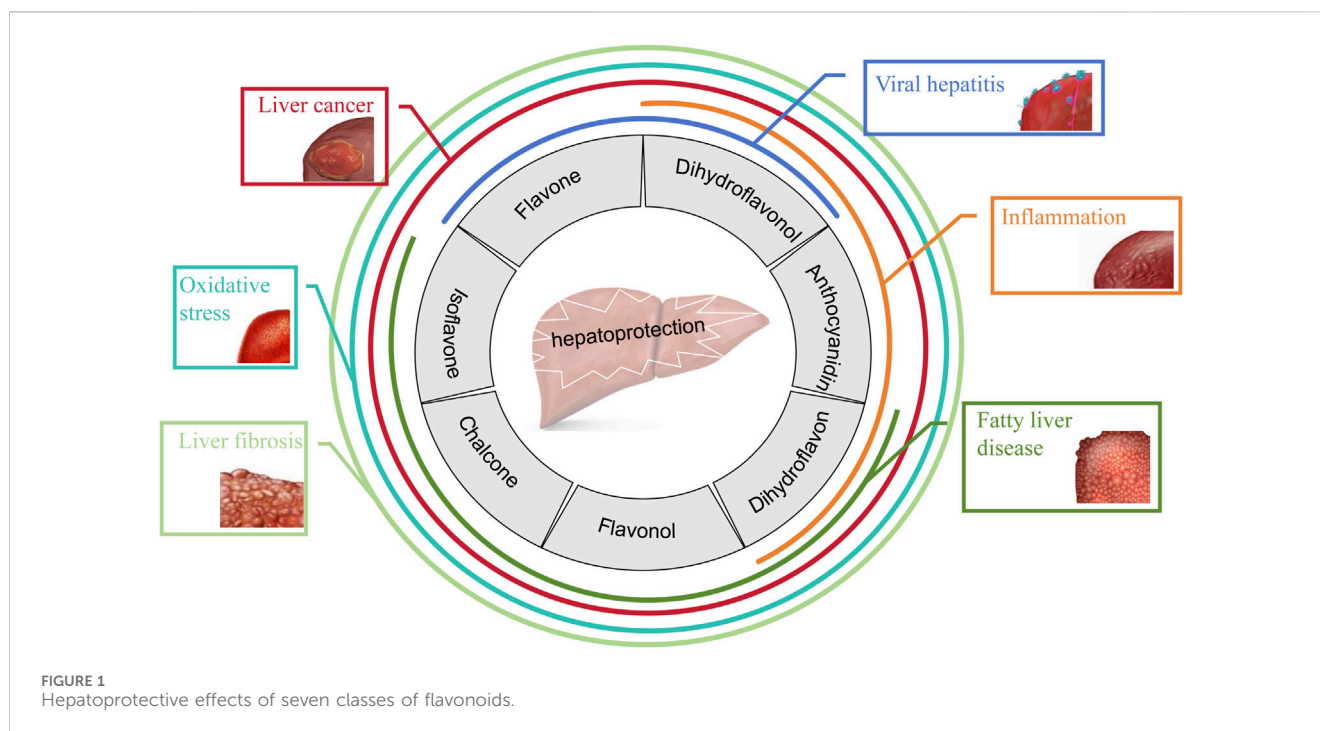 Liver cancer
Viral hepatitis
Inflammation
Oxidative
stress
Liver fibrosis
Fatty liver
disease
Flavone
Dihydroflavonol
Anthocyanidin
Dihydroflavon
Flavonol
Chalcone
Isoflavone
hepatoprotection
FIGURE 1
Hepatoprotective effects of seven classes of flavonoids.